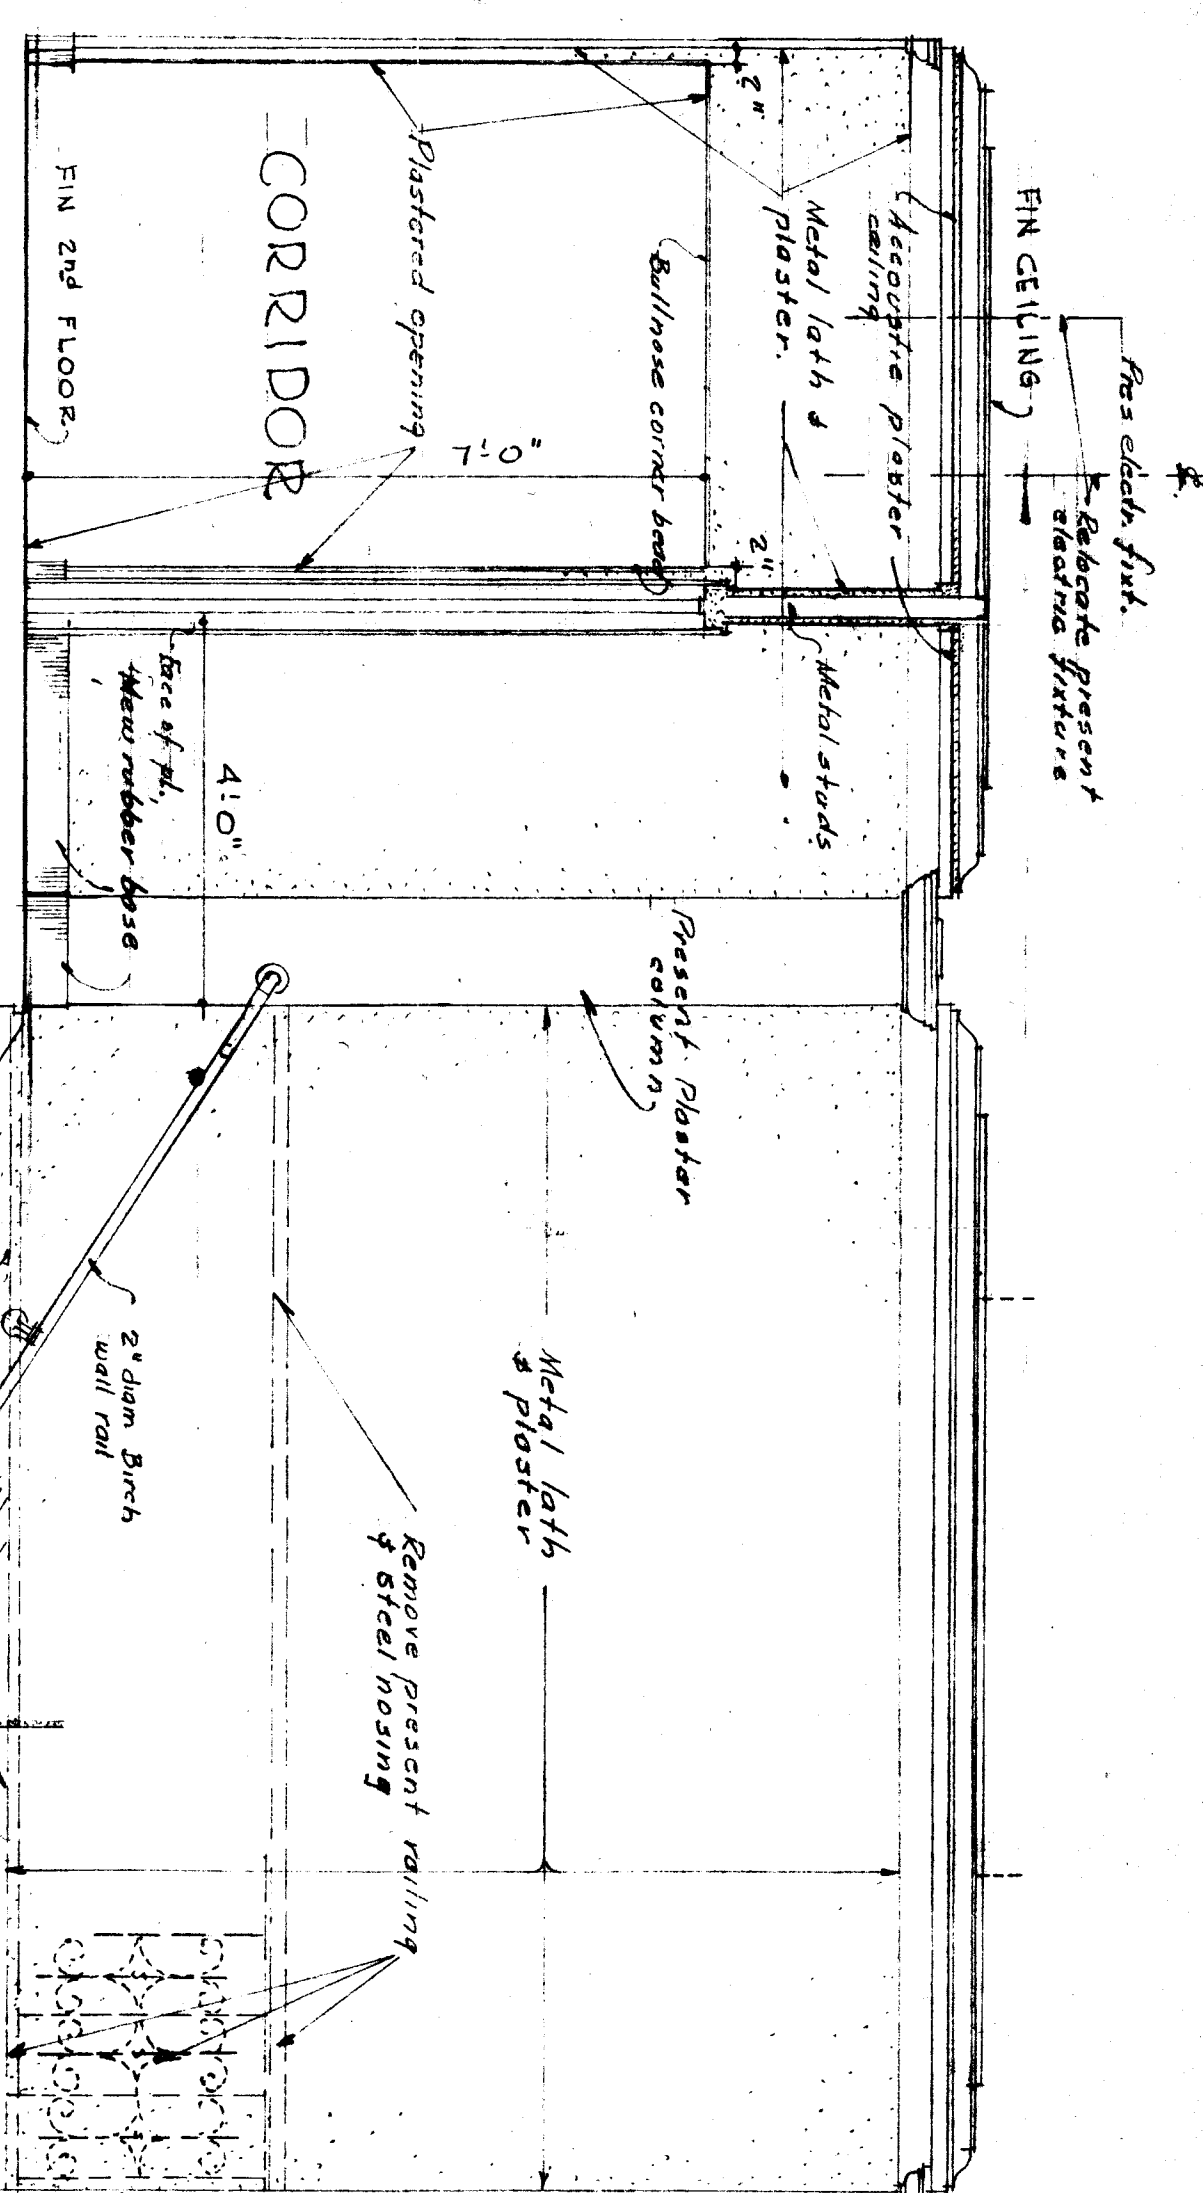 ℄
Pres electr. fixt.
Relocate present
electric fixture
FIN CEILING
Accoustic plaster
ceiling
Metal lath &
plaster.
2"
2"
Bullnose corner bead
Metal studs
7'-0"
Plastered opening
CORRIDOR
FIN 2nd FLOOR
4'-0"
face of pl.
New rubber base
Present Plaster
column
Metal lath
& plaster
Remove present railing
& steel nosing
2" diam Birch
wall rail